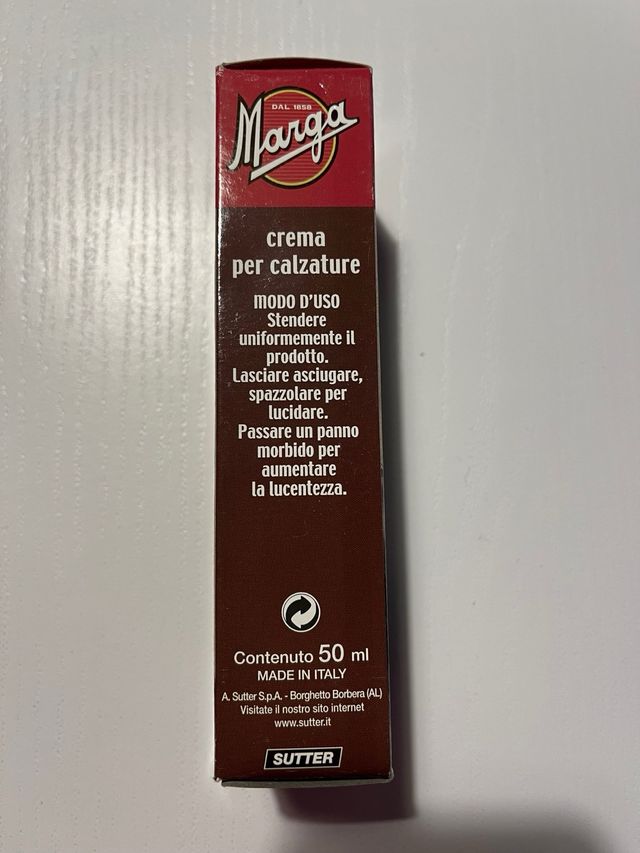 DAL 1858
Marga
crema
per calzature
MODO D'USO
Stendere
uniformemente il
prodotto.
Lasciare asciugare,
spazzolare per
lucidare.
Passare un panno
morbido per
aumentare
la lucentezza.
Contenuto 50 ml
MADE IN ITALY
A. Sutter S.p.A. - Borghetto Borbera (AL)
Visitate il nostro sito internet
www.sutter.it
SUTTER